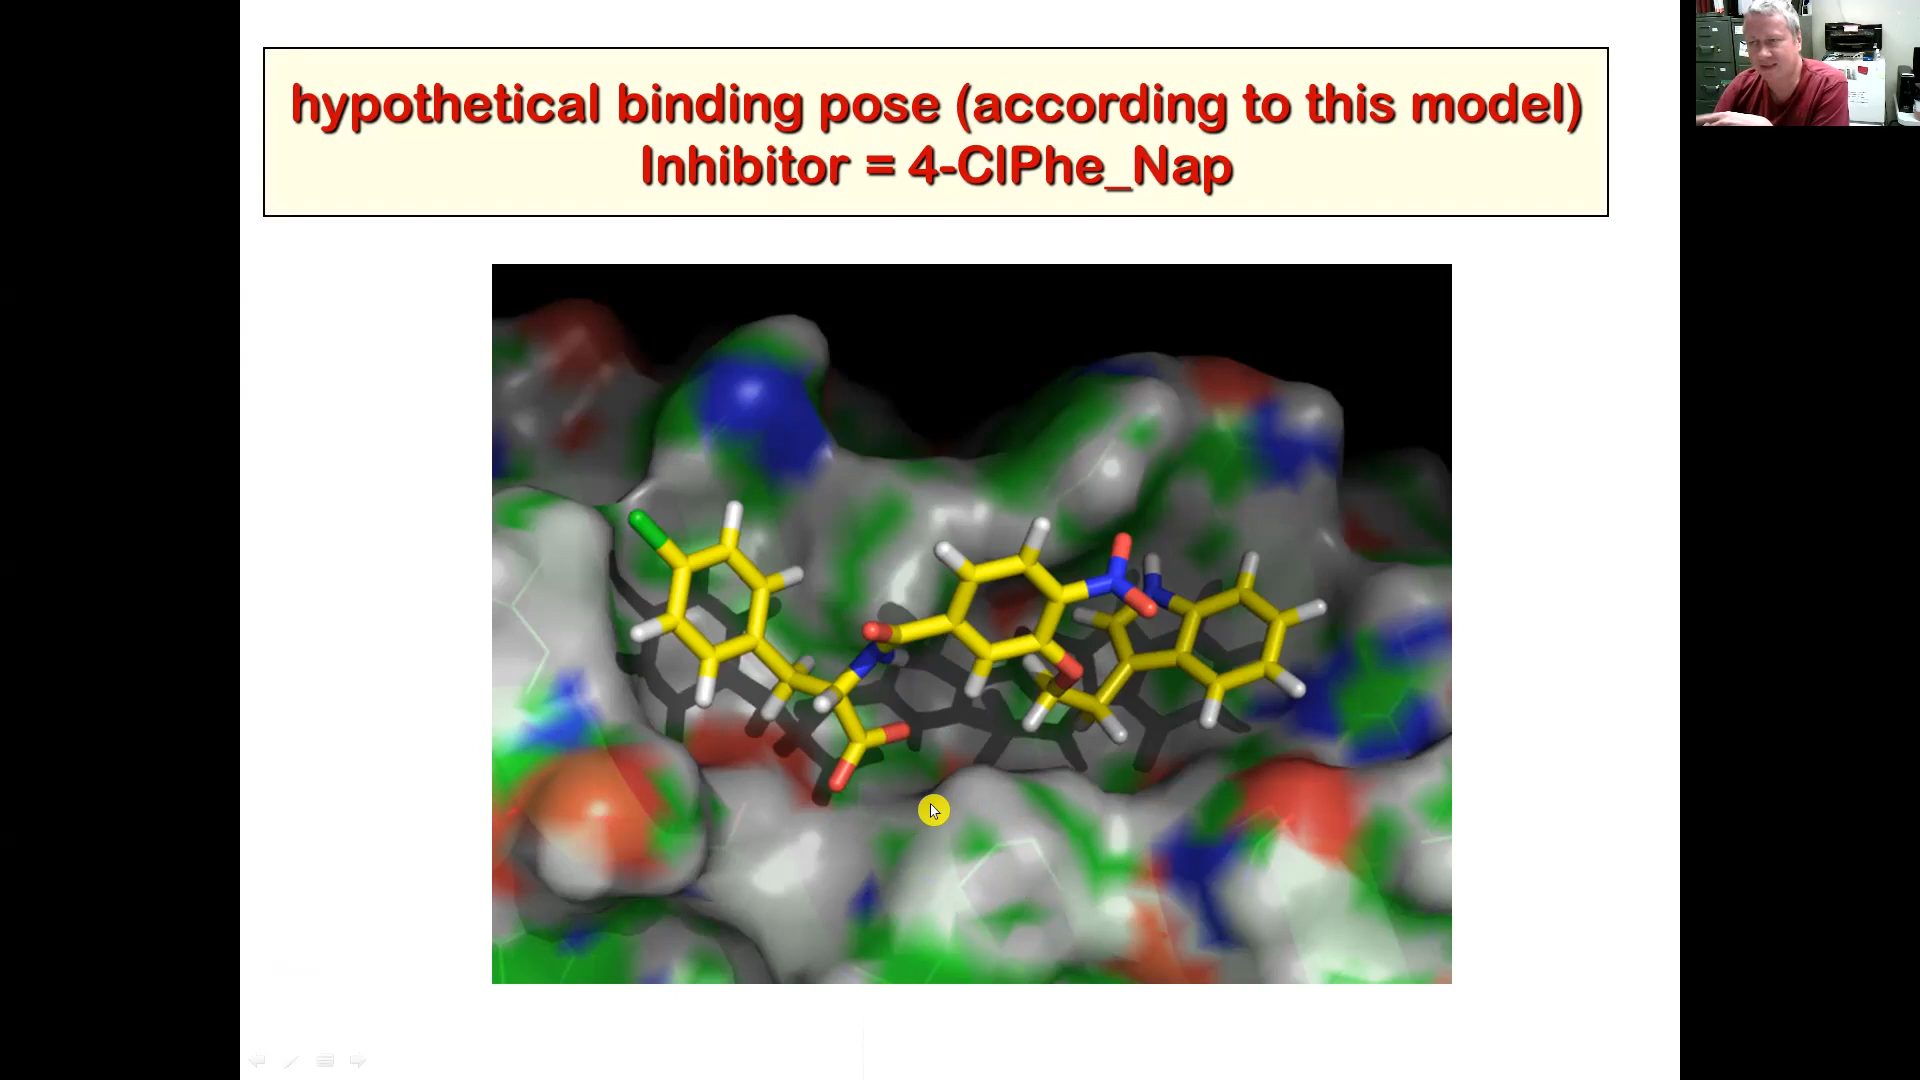 hypothetical binding pose (according to this model)
Inhibitor = 4-ClPhe_Nap